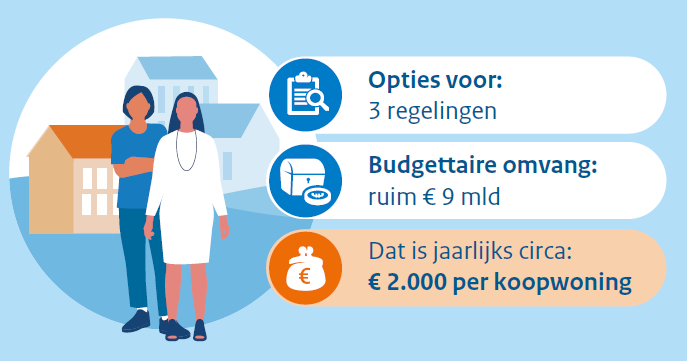 Opties voor:
3 regelingen
Budgettaire omvang:
ruim € 9 mld
Dat is jaarlijks circa:
€ 2.000 per koopwoning
€